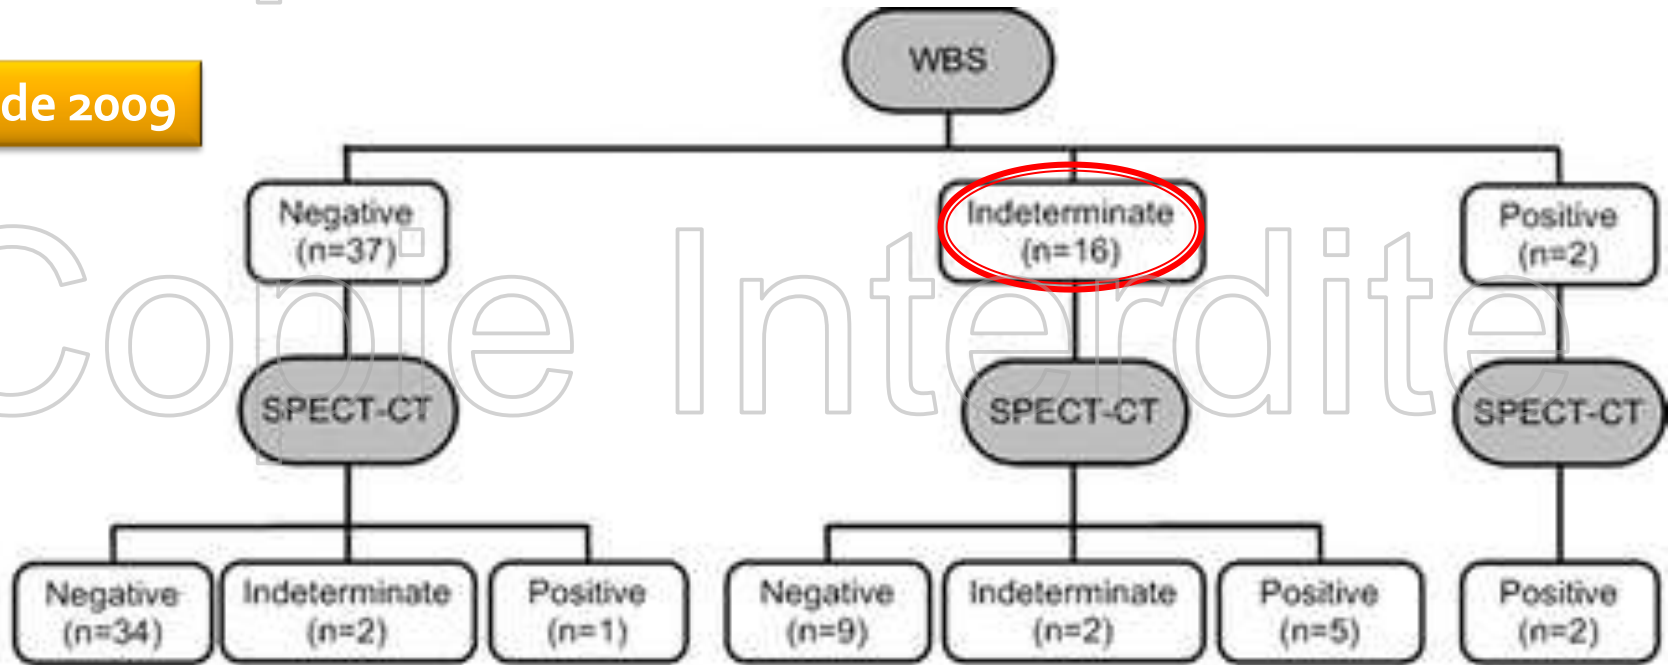 WBS
de 2009
Negative
(n=37)
Indeterminate
(n=16)
Positive
(n=2)
Copie Interdite
SPECT-CT
SPECT-CT
SPECT-CT
Negative
(n=34)
Indeterminate
(n=2)
Positive
(n=1)
Negative
(n=9)
Indeterminate
(n=2)
Positive
(n=5)
Positive
(n=2)